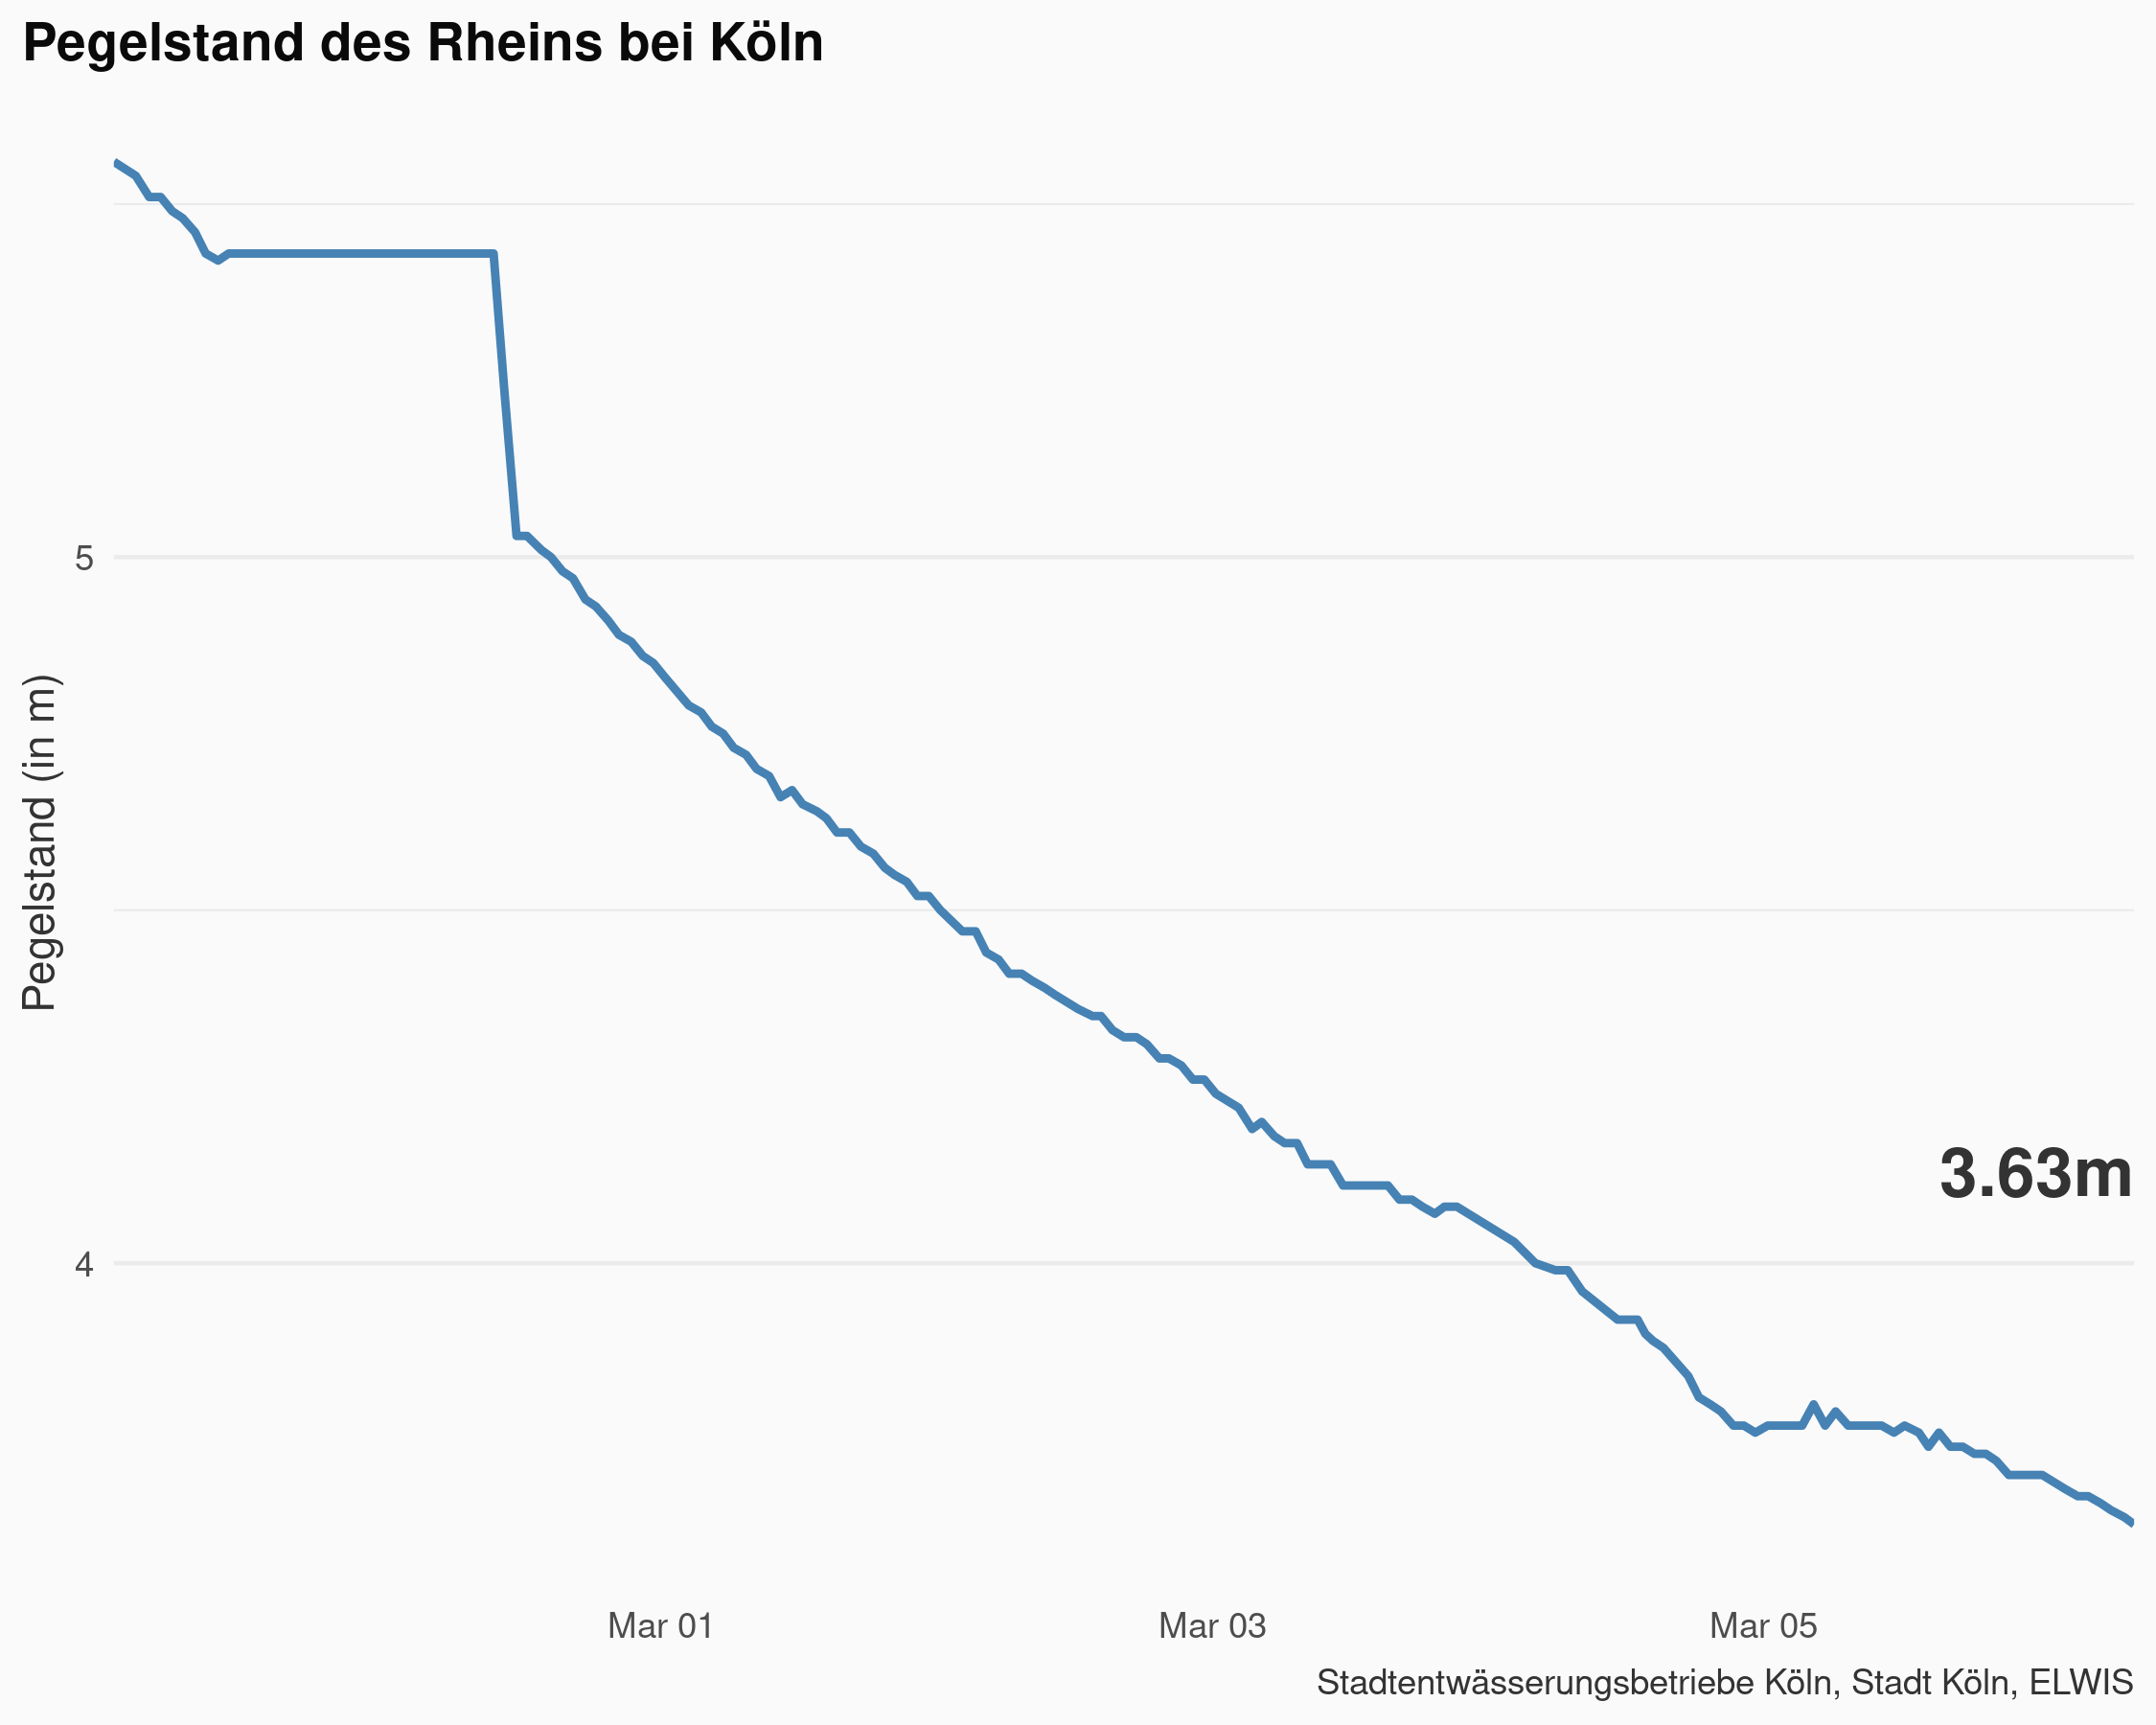 Pegelstand des Rheins bei Köln
Pegelstand (in m)
5
4
3.63m
Mar 01
Mar 03
Mar 05
Stadtentwässerungsbetriebe Köln, Stadt Köln, ELWIS